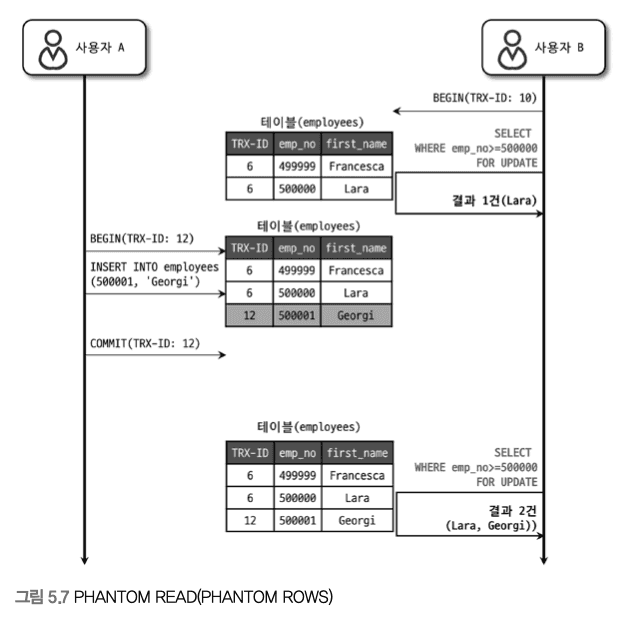 사용자 A
사용자 B
BEGIN(TRX-ID: 10)
테이블(employees)
TRX-ID emp_no first_name
6 499999 Francesca
6 500000 Lara
SELECT
WHERE emp_no>=500000
FOR UPDATE
결과 1건(Lara)
BEGIN(TRX-ID: 12)
INSERT INTO employees
(500001, 'Georgi')
테이블(employees)
TRX-ID emp_no first_name
6 499999 Francesca
6 500000 Lara
12 500001 Georgi
COMMIT(TRX-ID: 12)
테이블(employees)
TRX-ID emp_no first_name
6 499999 Francesca
6 500000 Lara
12 500001 Georgi
SELECT
WHERE emp_no>=500000
FOR UPDATE
결과 2건
(Lara, Georgi))
그림 5.7 PHANTOM READ(PHANTOM ROWS)